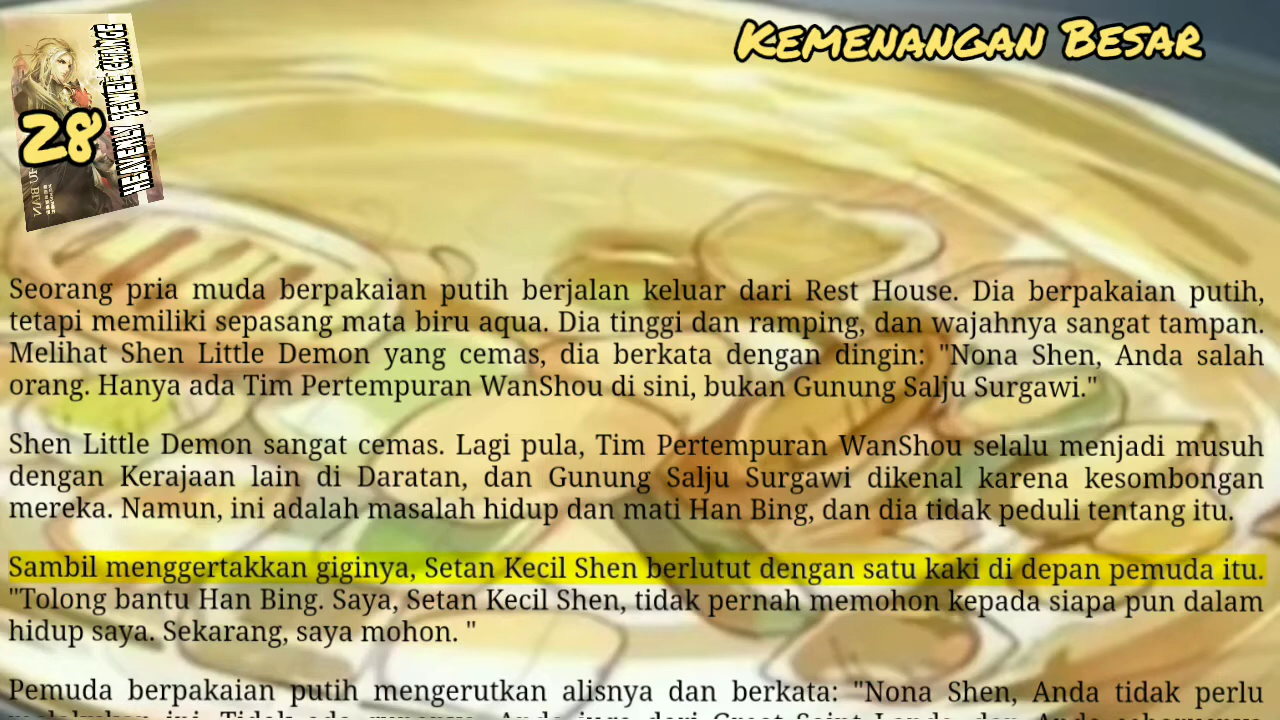 Kemenangan Besar
28
HEAVENLY JEWEL CHANGE
Seorang pria muda berpakaian putih berjalan keluar dari Rest House. Dia berpakaian putih,
tetapi memiliki sepasang mata biru aqua. Dia tinggi dan ramping, dan wajahnya sangat tampan.
Melihat Shen Little Demon yang cemas, dia berkata dengan dingin: "Nona Shen, Anda salah
orang. Hanya ada Tim Pertempuran WanShou di sini, bukan Gunung Salju Surgawi."
Shen Little Demon sangat cemas. Lagi pula, Tim Pertempuran WanShou selalu menjadi musuh
dengan Kerajaan lain di Daratan, dan Gunung Salju Surgawi dikenal karena kesombongan
mereka. Namun, ini adalah masalah hidup dan mati Han Bing, dan dia tidak peduli tentang itu.
Sambil menggertakkan giginya, Setan Kecil Shen berlutut dengan satu kaki di depan pemuda itu.
"Tolong bantu Han Bing. Saya, Setan Kecil Shen, tidak pernah memohon kepada siapa pun dalam
hidup saya. Sekarang, saya mohon. "
Pemuda berpakaian putih mengerutkan alisnya dan berkata: "Nona Shen, Anda tidak perlu